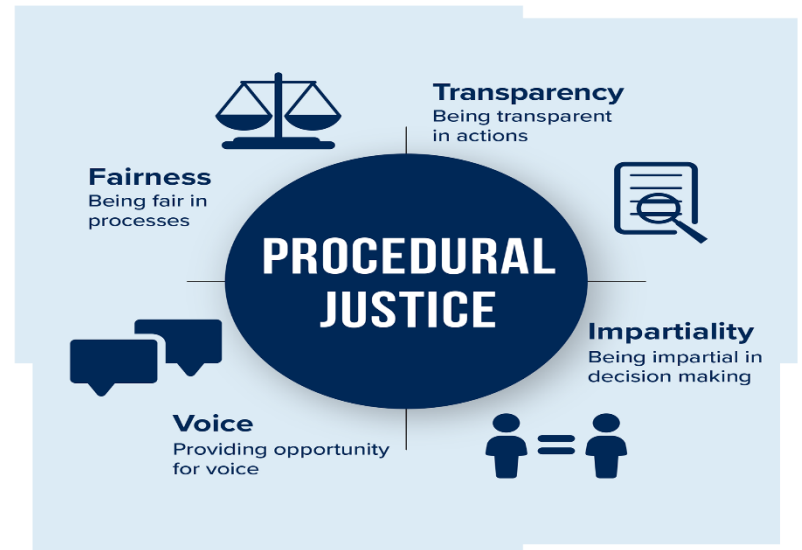 Transparency
Being transparent
in actions
Fairness
Being fair in
processes
PROCEDURAL
JUSTICE
Impartiality
Being impartial in
decision making
Voice
Providing opportunity
for voice